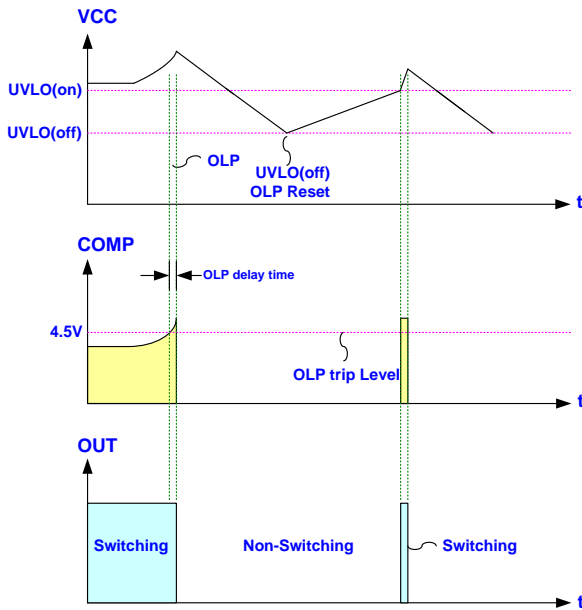 VCC
UVLO(on)
UVLO(off)
OLP
UVLO(off)
OLP Reset
t
COMP
OLP delay time
4.5V
OLP trip Level
t
OUT
Switching
Non-Switching
Switching
t